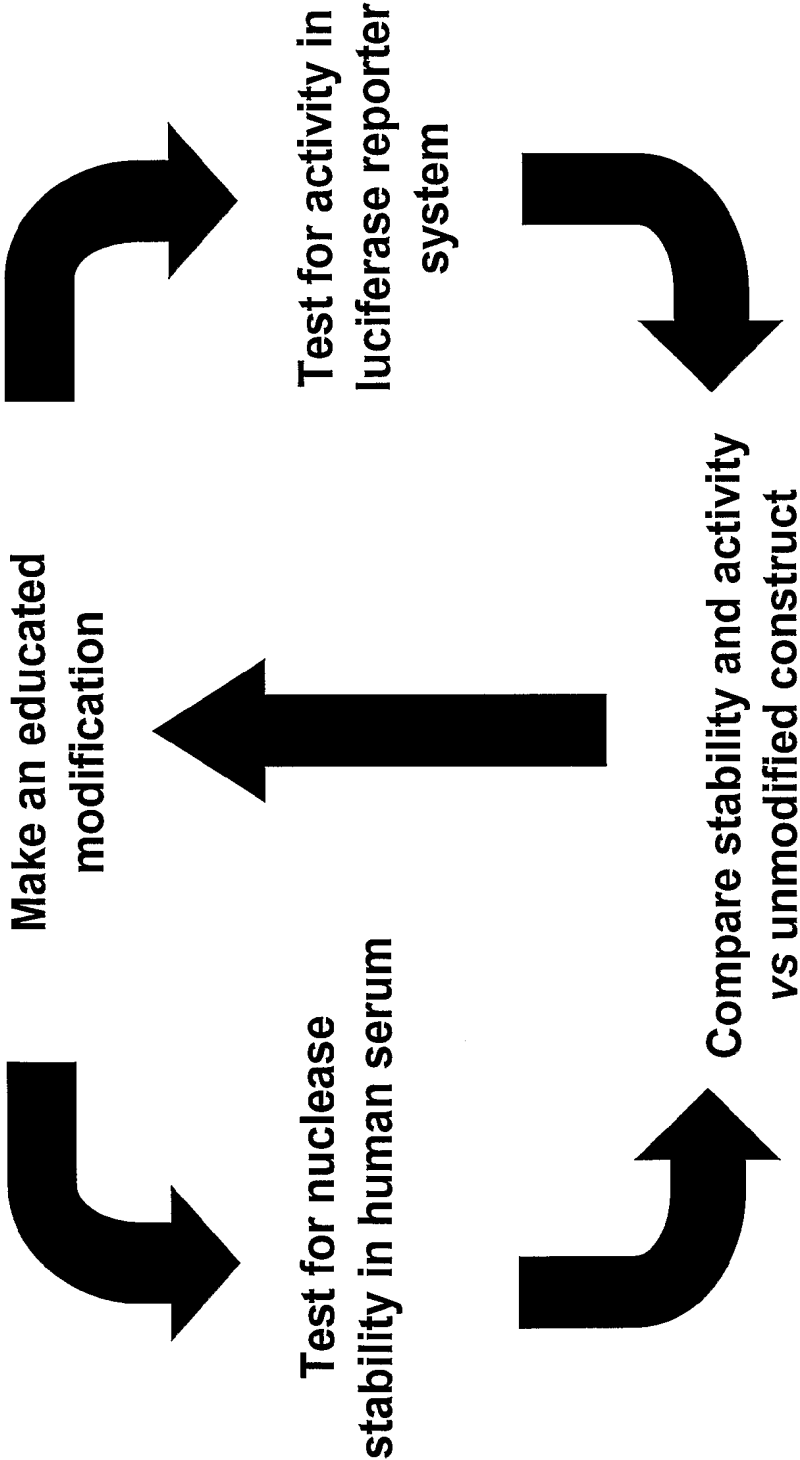 Make an educated
modification
Test for nuclease
stability in human serum
Test for activity in
luciferase reporter
system
Compare stability and activity
vs unmodified construct